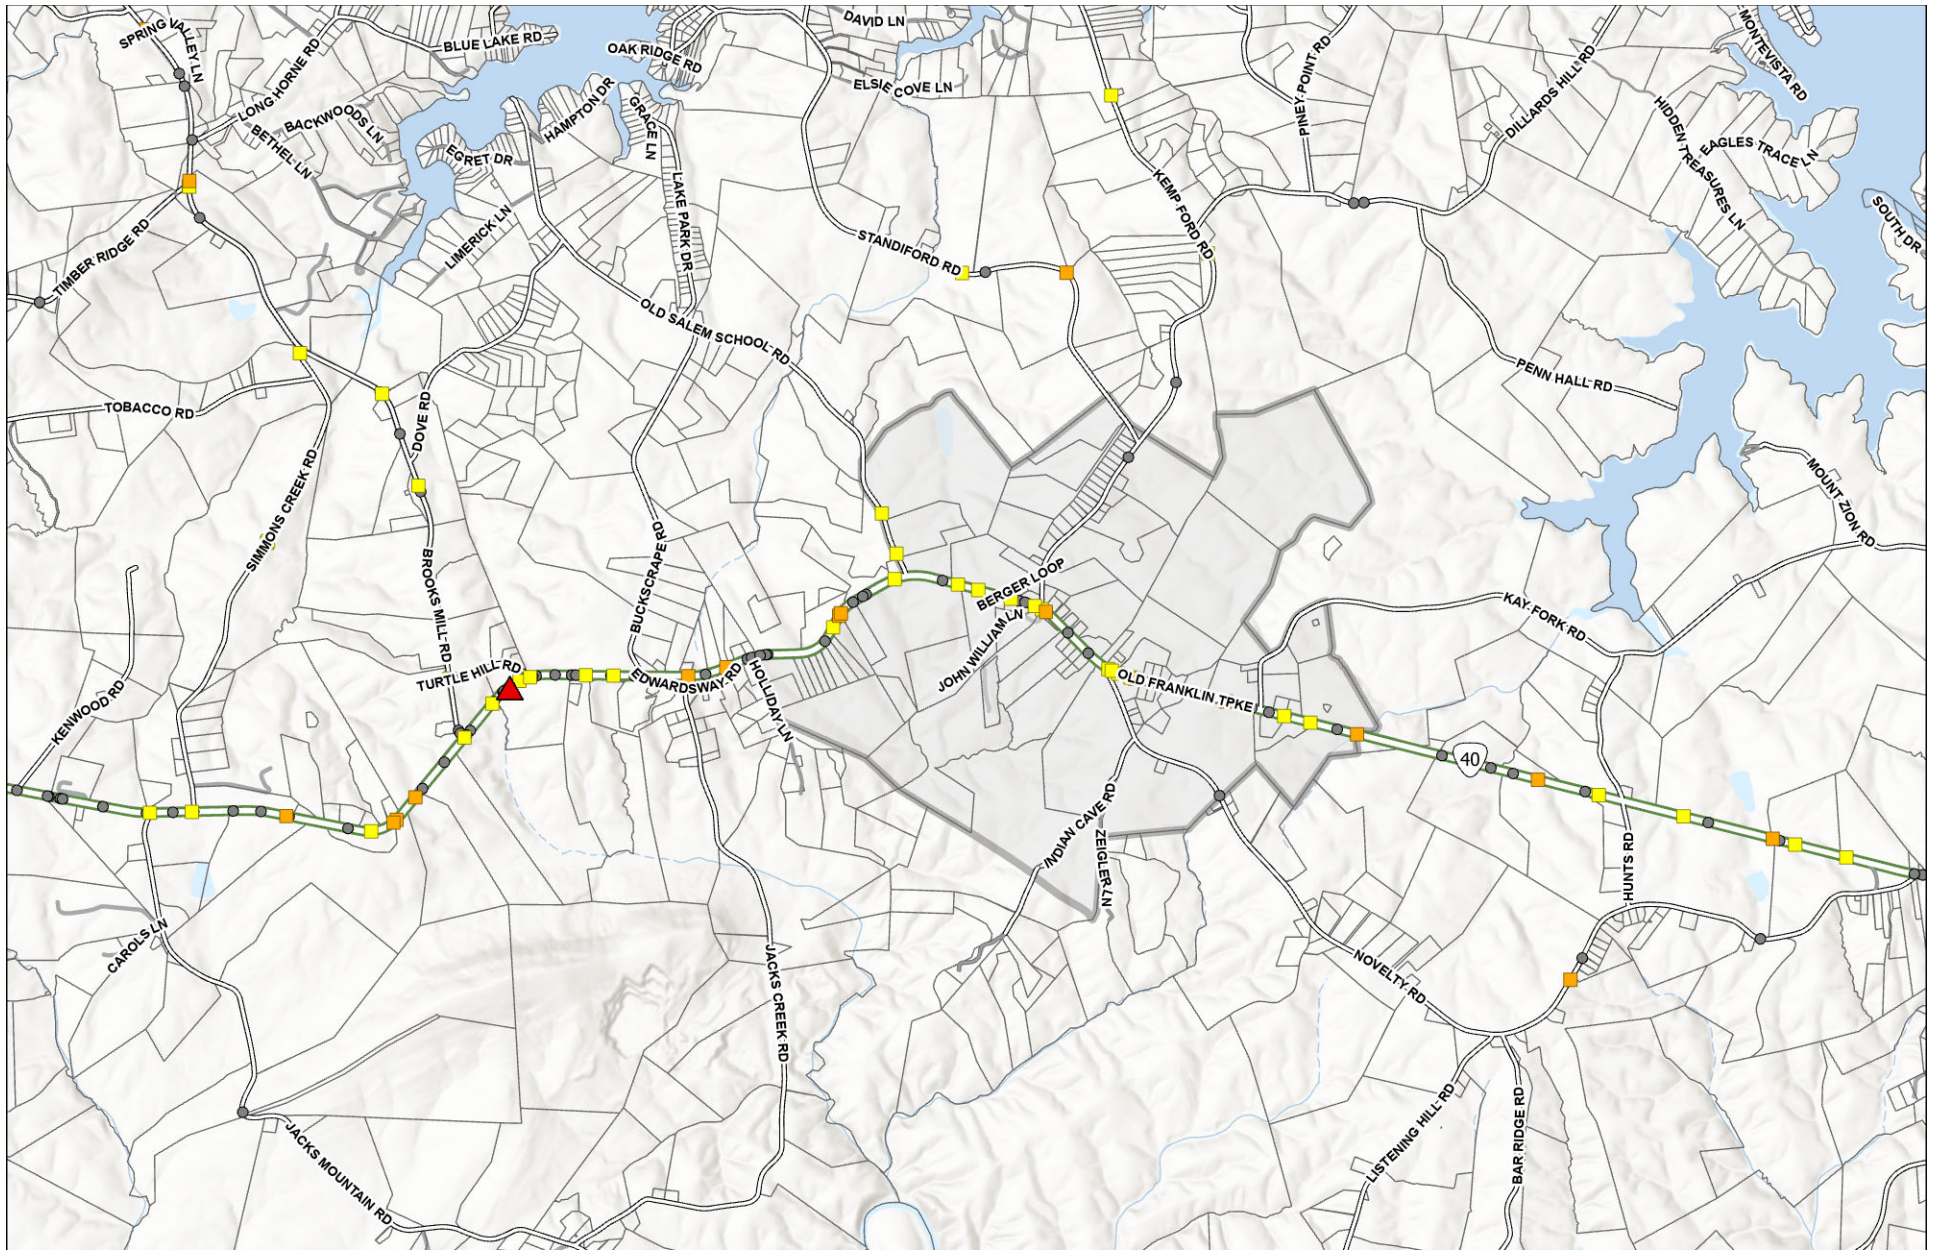 SPRING VALLEY LN
LONG HORNE RD
BLUE LAKE RD
OAK RIDGE RD
DAVID LN
ELSIE COVE LN
PINEY POINT RD
DILLARDS HILL RD
MONTEVISTA RD
BACKWOODS LN
BETHEL LN
HAMPTON DR
GRACE LN
EGRET DR
HIDDEN TREASURES LN
EAGLES TRACE LN
SOUTH DR
LIMERICK LN
LAKE PARK DR
KEMP FORD RD
TIMBER RIDGE RD
STANDIFORD RD
OLD SALEM SCHOOL RD
PENN HALL RD
TOBACCO RD
DOVE RD
SIMMONS CREEK RD
MOUNT ZION RD
BROOKS MILL RD
BUCKSCRAPE RD
BERGER LOOP
JOHN WILLIAM LN
KAY FORK RD
TURTLE HILL RD
EDWARDSWAY RD
HOLLIDAY LN
OLD FRANKLIN TPKE
KENWOOD RD
40
INDIAN CAVE RD
ZEIGLER LN
HUNTS RD
CAROLS LN
JACKS CREEK RD
NOVELTY RD
JACKS MOUNTAIN RD
LISTENING HILL RD
BAR RIDGE RD